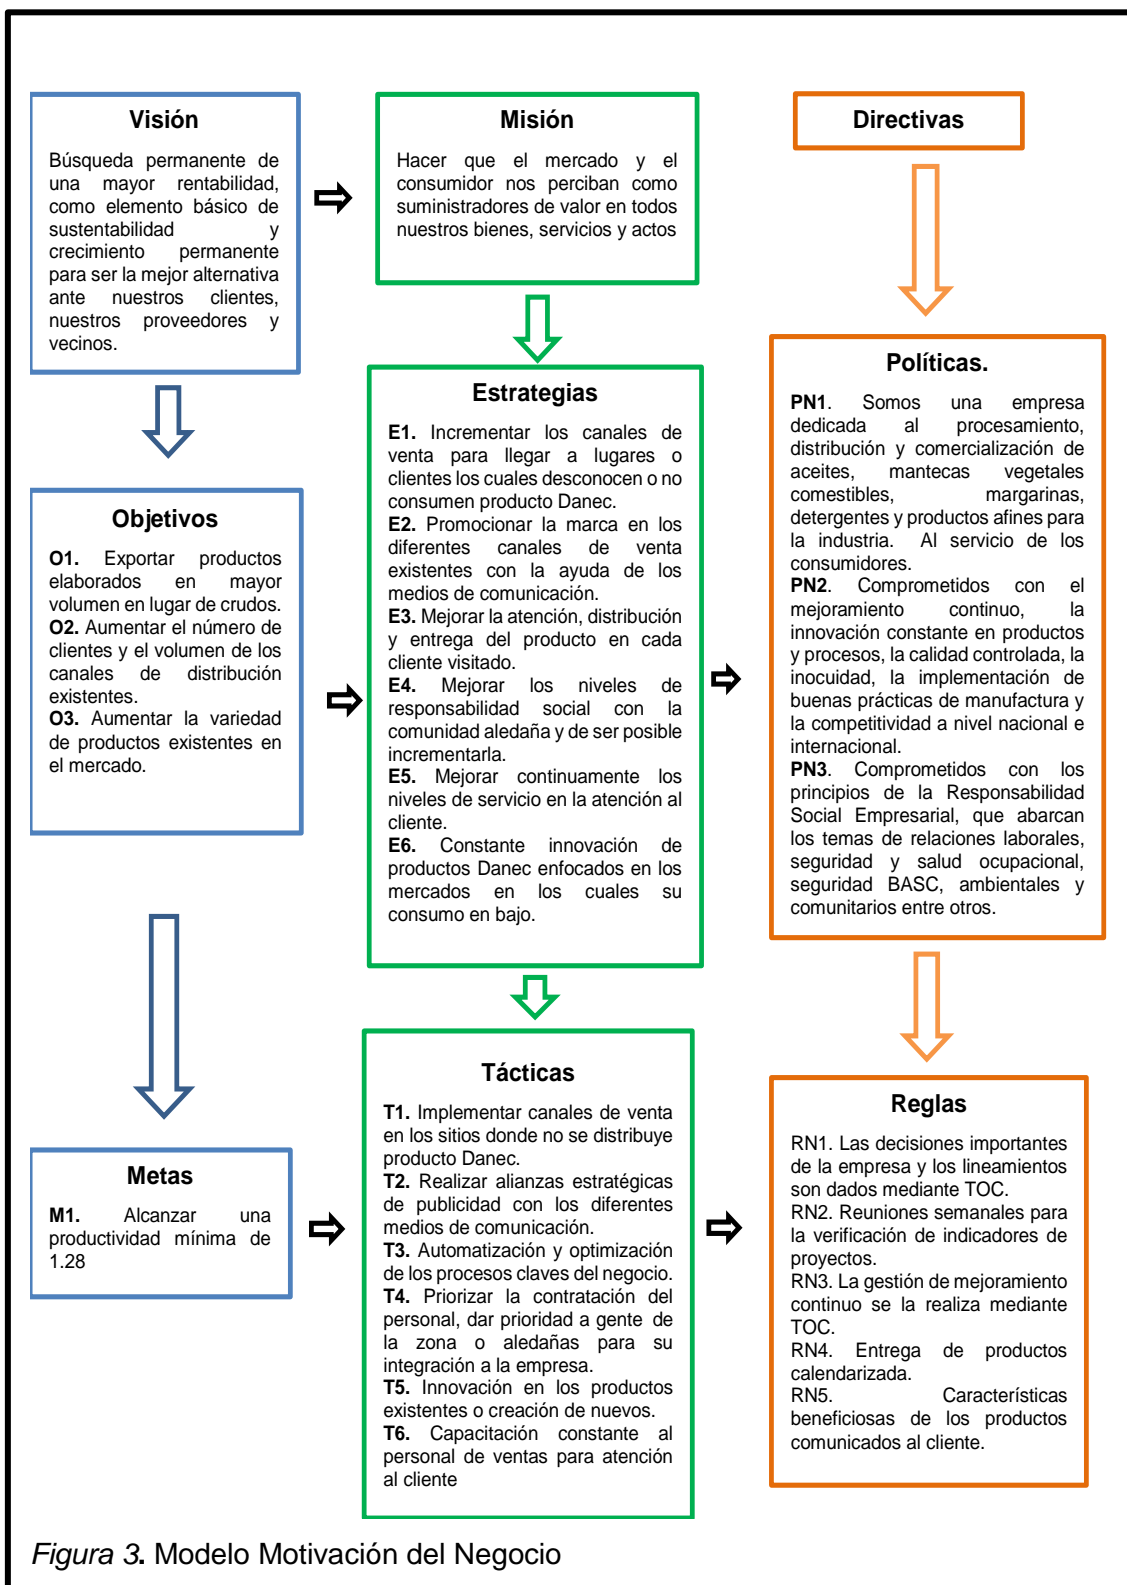 Visión
Búsqueda permanente de
una mayor rentabilidad,
como elemento básico de
sustentabilidad y
crecimiento permanente
para ser la mejor alternativa
ante nuestros clientes,
nuestros proveedores y
vecinos.
Misión
Hacer que el mercado y el
consumidor nos perciban como
suministradores de valor en todos
nuestros bienes, servicios y actos
Directivas
Objetivos
O1. Exportar productos
elaborados en mayor
volumen en lugar de crudos.
O2. Aumentar el número de
clientes y el volumen de los
canales de distribución
existentes.
O3. Aumentar la variedad
de productos existentes en
el mercado.
Estrategias
E1. Incrementar los canales de
venta para llegar a lugares o
clientes los cuales desconocen o no
consumen producto Danec.
E2. Promocionar la marca en los
diferentes canales de venta
existentes con la ayuda de los
medios de comunicación.
E3. Mejorar la atención, distribución
y entrega del producto en cada
cliente visitado.
E4. Mejorar los niveles de
responsabilidad social con la
comunidad aledaña y de ser posible
incrementarla.
E5. Mejorar continuamente los
niveles de servicio en la atención al
cliente.
E6. Constante innovación de
productos Danec enfocados en los
mercados en los cuales su
consumo en bajo.
Políticas.
PN1. Somos una empresa
dedicada al procesamiento,
distribución y comercialización de
aceites, mantecas vegetales
comestibles, margarinas,
detergentes y productos afines para
la industria. Al servicio de los
consumidores.
PN2. Comprometidos con el
mejoramiento continuo, la
innovación constante en productos
y procesos, la calidad controlada, la
inocuidad, la implementación de
buenas prácticas de manufactura y
la competitividad a nivel nacional e
internacional.
PN3. Comprometidos con los
principios de la Responsabilidad
Social Empresarial, que abarcan
los temas de relaciones laborales,
seguridad y salud ocupacional,
seguridad BASC, ambientales y
comunitarios entre otros.
Metas
M1. Alcanzar una
productividad mínima de
1.28
Tácticas
T1. Implementar canales de venta
en los sitios donde no se distribuye
producto Danec.
T2. Realizar alianzas estratégicas
de publicidad con los diferentes
medios de comunicación.
T3. Automatización y optimización
de los procesos claves del negocio.
T4. Priorizar la contratación del
personal, dar prioridad a gente de
la zona o aledañas para su
integración a la empresa.
T5. Innovación en los productos
existentes o creación de nuevos.
T6. Capacitación constante al
personal de ventas para atención
al cliente
Reglas
RN1. Las decisiones importantes
de la empresa y los lineamientos
son dados mediante TOC.
RN2. Reuniones semanales para
la verificación de indicadores de
proyectos.
RN3. La gestión de mejoramiento
continuo se la realiza mediante
TOC.
RN4. Entrega de productos
calendarizada.
RN5. Características
beneficiosas de los productos
comunicados al cliente.
Figura 3. Modelo Motivación del Negocio